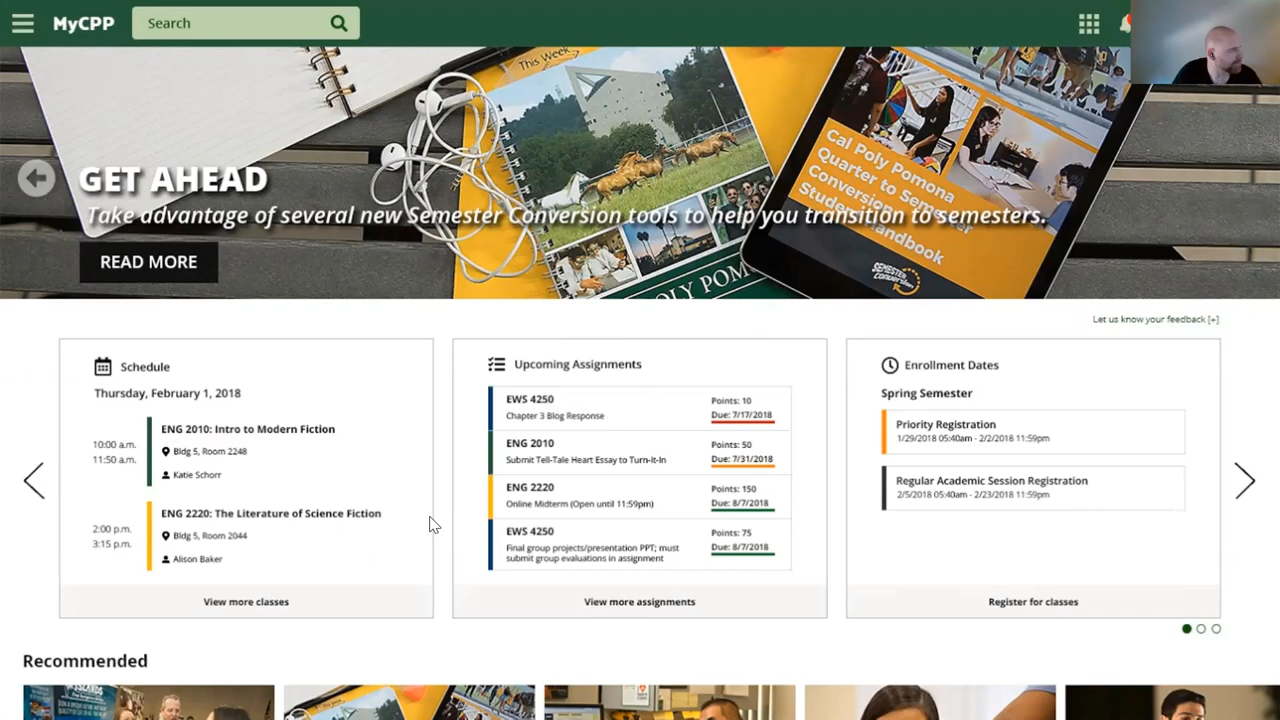 MyCPP
Search
This Week
Cal Poly Pomona
Quarter to Semester
Conversion
Student Handbook
SEMESTER
conversion
GET AHEAD
Take advantage of several new Semester Conversion tools to help you transition to semesters.
READ MORE
Let us know your feedback [+]
Schedule
Thursday, February 1, 2018
10:00 a.m.
11:50 a.m.
ENG 2010: Intro to Modern Fiction
Bldg 5, Room 2248
Katie Schorr
2:00 p.m.
3:15 p.m.
ENG 2220: The Literature of Science Fiction
Bldg 5, Room 2044
Alison Baker
View more classes
Upcoming Assignments
EWS 4250
Chapter 3 Blog Response
Points: 10
Due: 7/17/2018
ENG 2010
Submit Tell-Tale Heart Essay to Turn-It-In
Points: 50
Due: 7/31/2018
ENG 2220
Online Midterm (Open until 11:59pm)
Points: 150
Due: 8/7/2018
EWS 4250
Final group projects/presentation PPT; must
submit group evaluations in assignment
Points: 75
Due: 8/7/2018
View more assignments
Enrollment Dates
Spring Semester
Priority Registration
1/29/2018 05:40am - 2/2/2018 11:59pm
Regular Academic Session Registration
2/5/2018 05:40am - 2/23/2018 11:59pm
Register for classes
Recommended